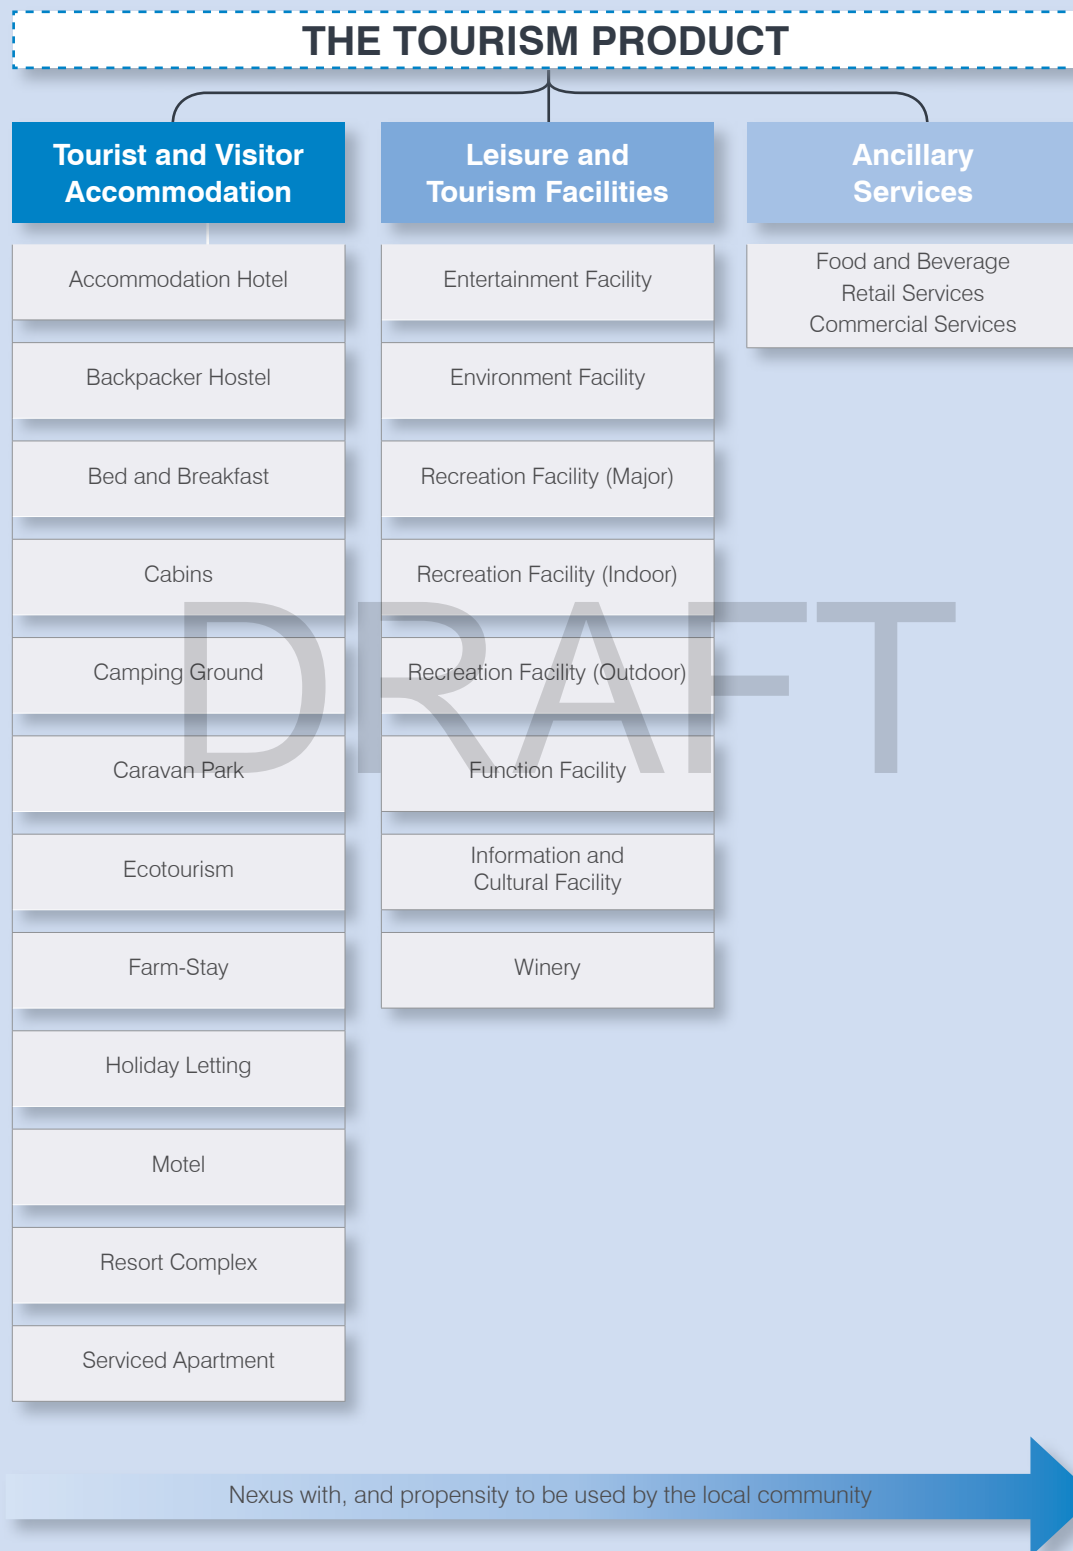 THE TOURISM PRODUCT
Tourist and Visitor
Accommodation
Accommodation Hotel
Backpacker Hostel
Bed and Breakfast
Cabins
Camping Ground
Caravan Park
Ecotourism
Farm-Stay
Holiday Letting
Motel
Resort Complex
Serviced Apartment
Leisure and
Tourism Facilities
Entertainment Facility
Environment Facility
Recreation Facility (Major)
Recreation Facility (Indoor)
Recreation Facility (Outdoor)
Function Facility
Information and
Cultural Facility
Winery
Ancillary
Services
Food and Beverage
Retail Services
Commercial Services
DRAFT
Nexus with, and propensity to be used by the local community